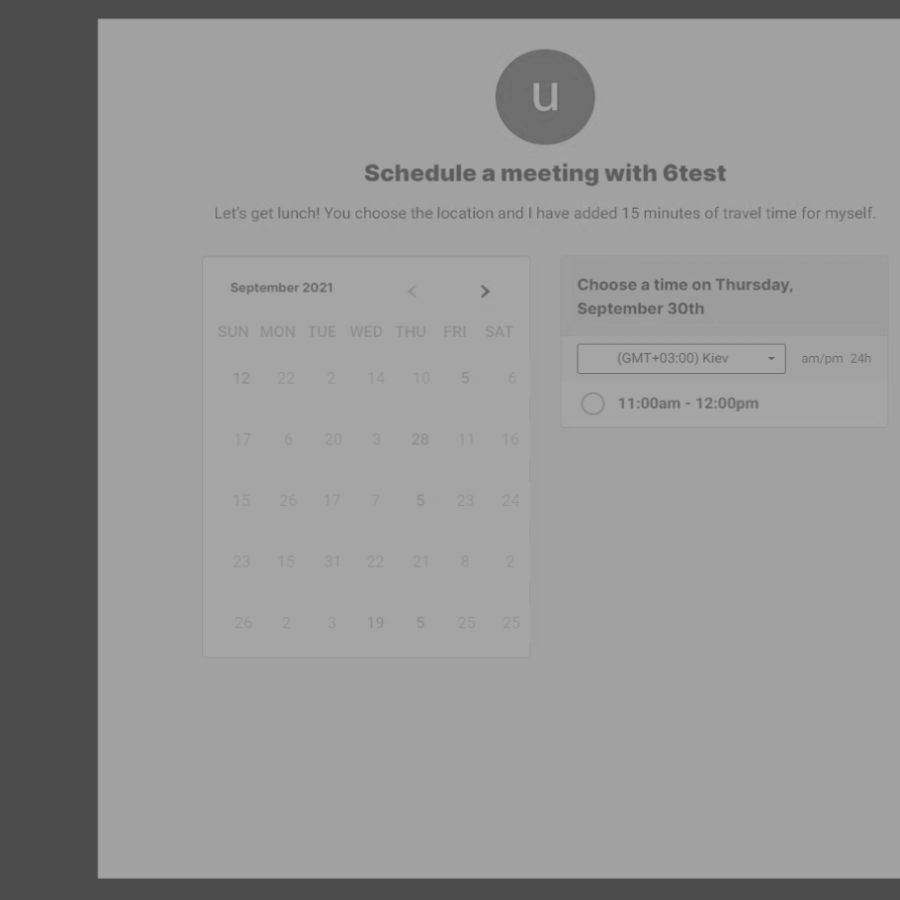 u
Schedule a meeting with 6test
Let's get lunch! You choose the location and I have added 15 minutes of travel time for myself.
September 2021
SUN MON TUE WED THU FRI SAT
12 22 2 14 10 5 6
17 6 20 3 28 11 16
15 26 17 7 5 23 24
23 15 31 22 21 8 2
26 2 3 19 5 25 25
Choose a time on Thursday,
September 30th
(GMT+03:00) Kiev am/pm 24h
11:00am - 12:00pm